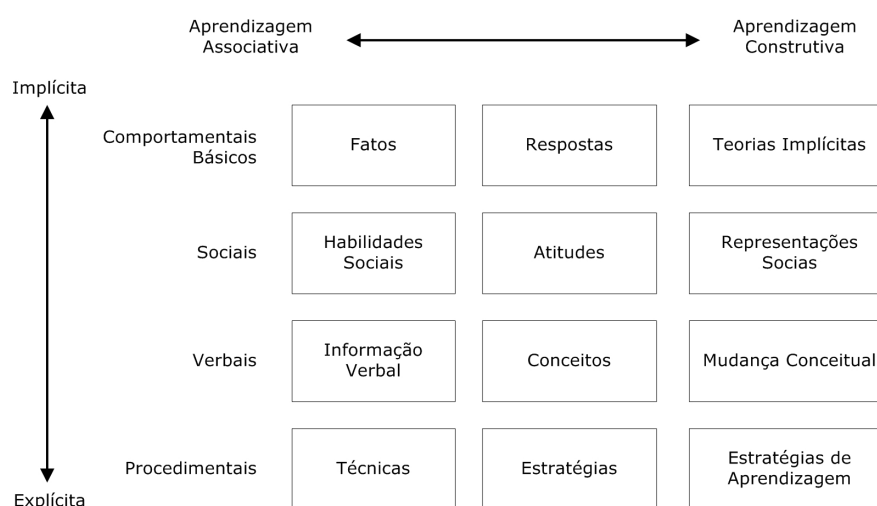 Aprendizagem
Associativa
Aprendizagem
Construtiva
Implícita
Comportamentais
Básicos
Fatos
Respostas
Teorias Implícitas
Sociais
Habilidades
Sociais
Atitudes
Representações
Socias
Verbais
Informação
Verbal
Conceitos
Mudança Conceitual
Procedimentais
Técnicas
Estratégias
Estratégias de
Aprendizagem
Explícita